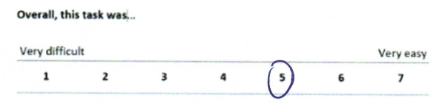 Overall, this task was...
Very difficult Very easy
1 2 3 4 5 6 7